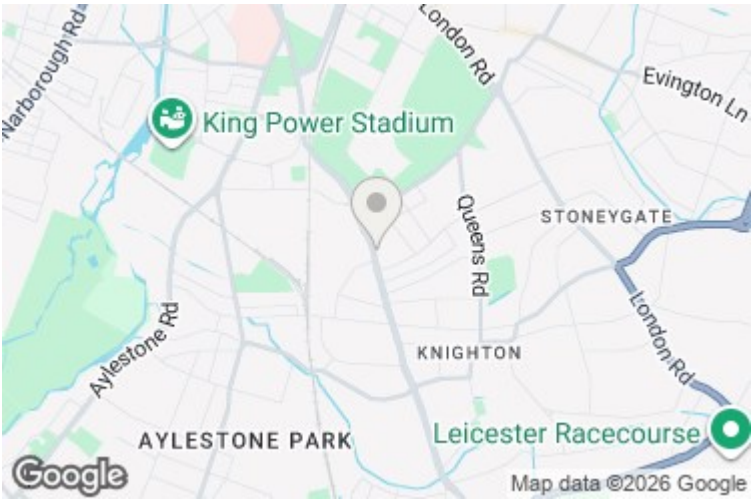 London Rd
Narborough Rd
Evington Ln
King Power Stadium
STONEYGATE
Queens Rd
London Rd
Aylestone Rd
KNIGHTON
AYLESTONE PARK
Leicester Racecourse
Google
Map data ©2026 Google